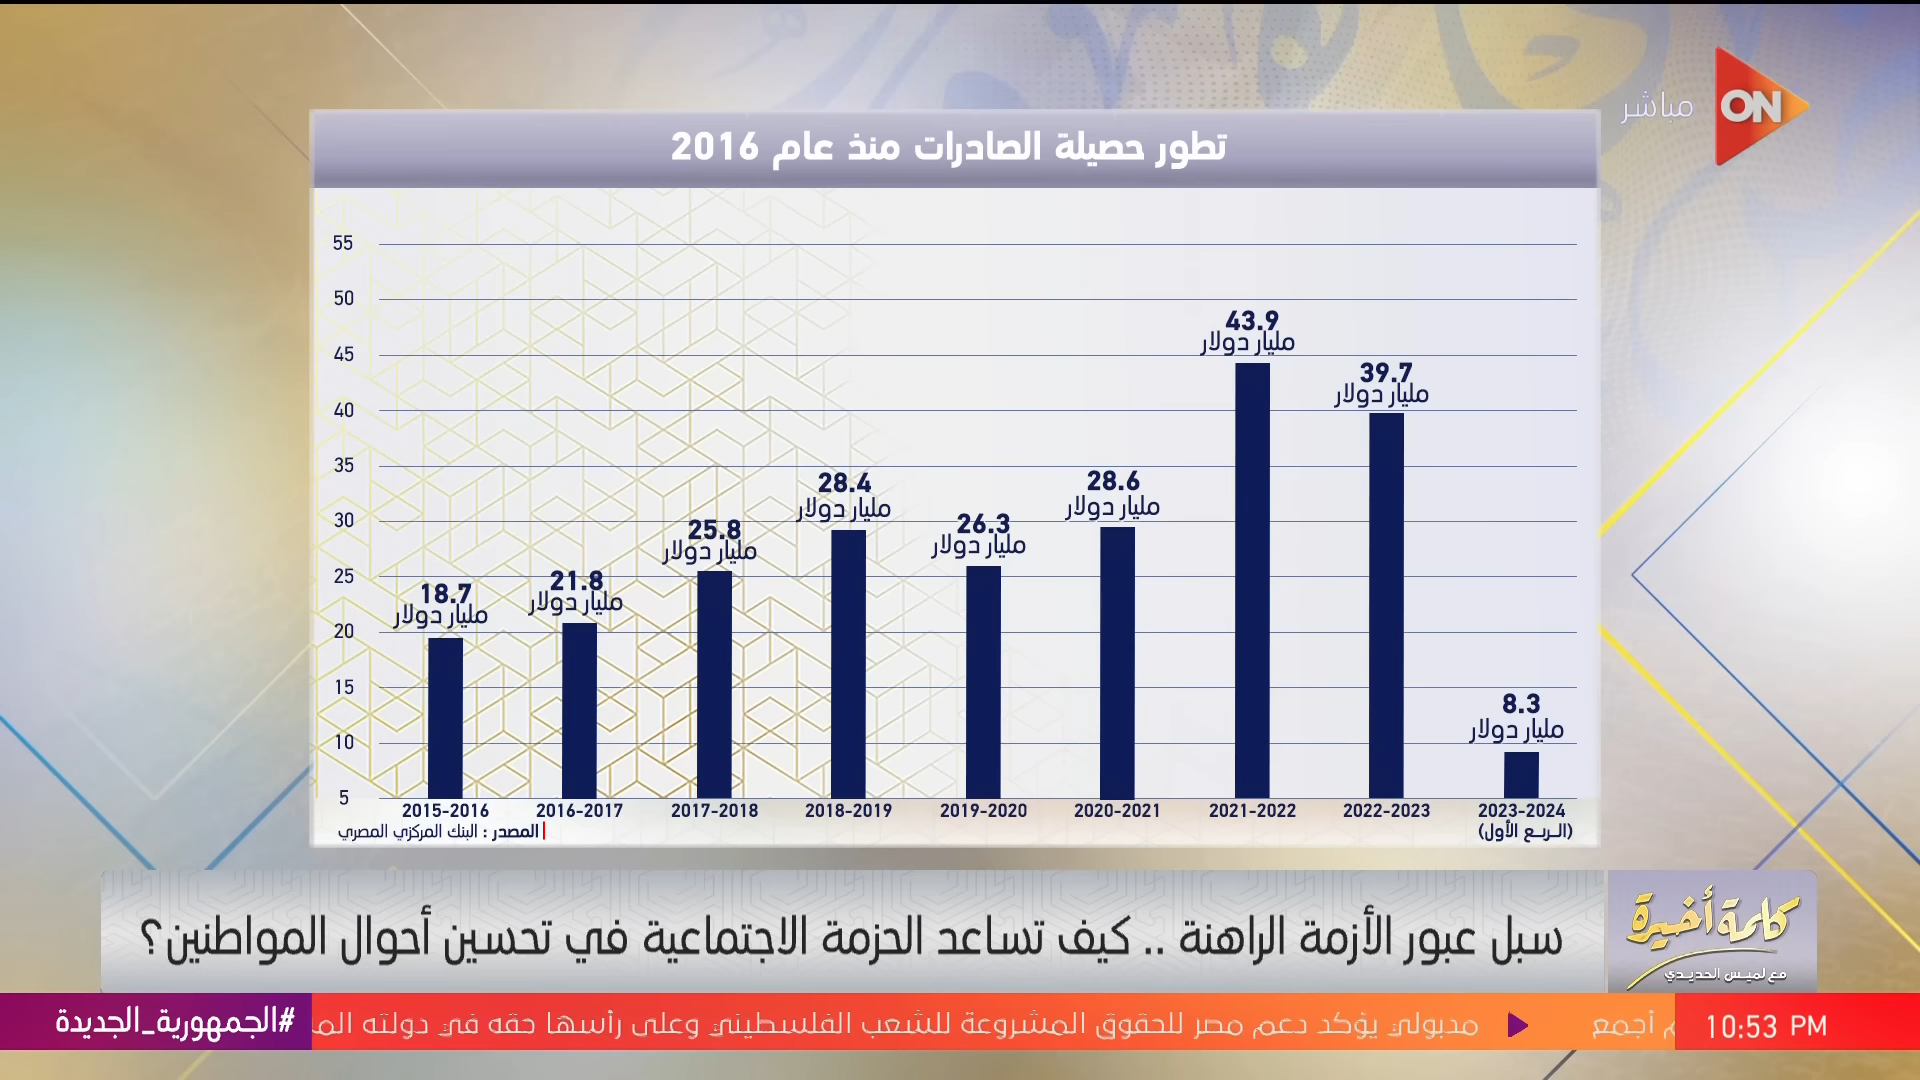 مباشر
ON
تطور حصيلة الصادرات منذ عام 2016
55
50
45
40
35
30
25
20
15
10
5
18.7
مليار دولار
21.8
مليار دولار
25.8
مليار دولار
28.4
مليار دولار
26.3
مليار دولار
28.6
مليار دولار
43.9
مليار دولار
39.7
مليار دولار
8.3
مليار دولار
2015-2016
2016-2017
2017-2018
2018-2019
2019-2020
2020-2021
2021-2022
2022-2023
2023-2024
(الربع الأول)
المصدر : البنك المركزي المصري
سبل عبور الأزمة الراهنة .. كيف تساعد الحزمة الاجتماعية في تحسين أحوال المواطنين؟
كلمة أخيرة
مع لميس الحديدي
10:53 PM
م أجمع
مدبولي يؤكد دعم مصر للحقوق المشروعة للشعب الفلسطيني وعلى رأسها حقه في دولته الم
#الجمهورية_الجديدة